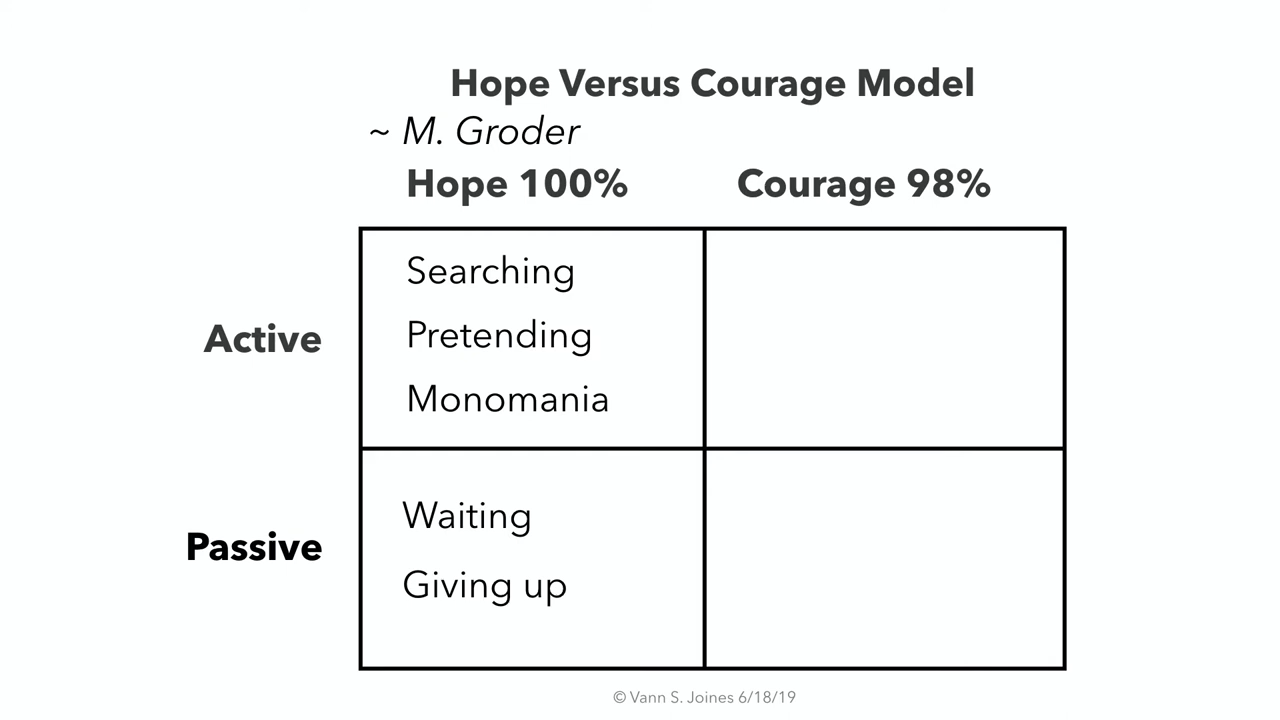 Hope Versus Courage Model
~ M. Groder
Hope 100%
Courage 98%
Active
Searching
Pretending
Monomania
Passive
Waiting
Giving up
© Vann S. Joines 6/18/19